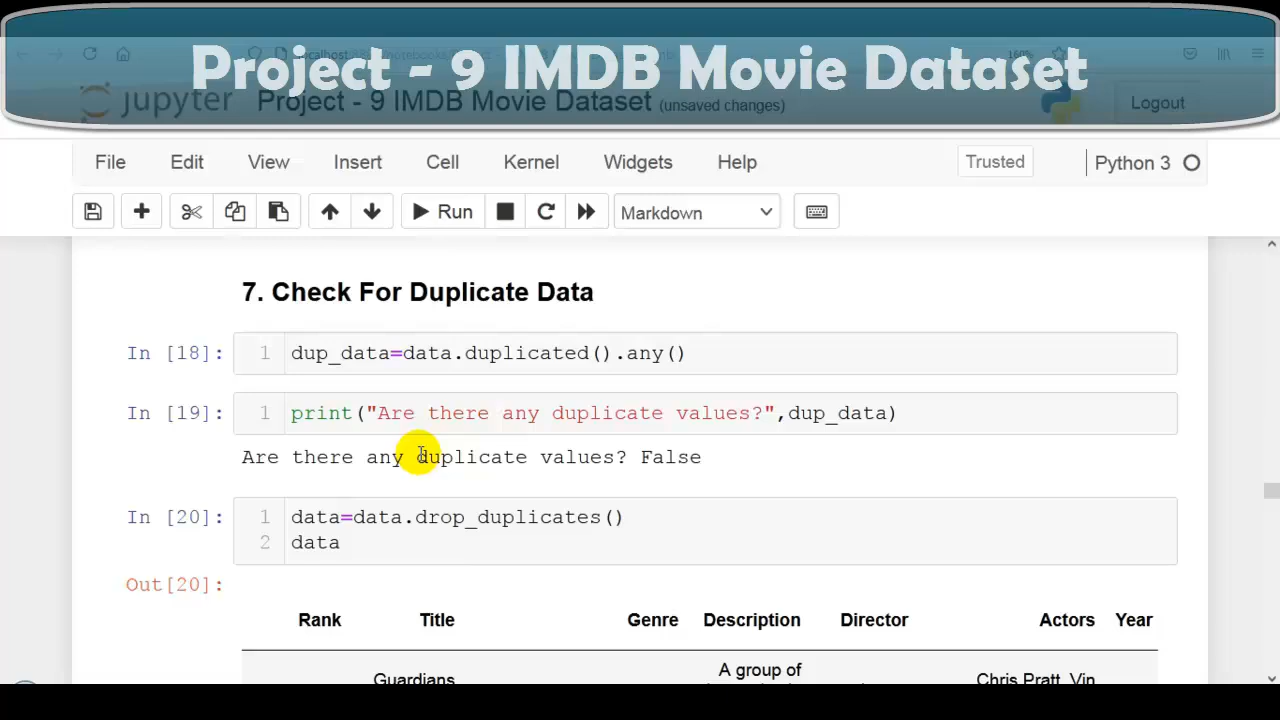 Project - 9 IMDB Movie Dataset
jupyter Project - 9 IMDB Movie Dataset (unsaved changes) Logout
File Edit View Insert Cell Kernel Widgets Help Trusted Python 3
Run Markdown
7. Check For Duplicate Data
In [18]: 1 dup_data=data.duplicated().any()
In [19]: 1 print("Are there any duplicate values?",dup_data)
Are there any duplicate values? False
In [20]: 1 data=data.drop_duplicates()
2 data
Out[20]:
Rank Title Genre Description Director Actors Year
A group of
Guardians Chris Pratt, Vin